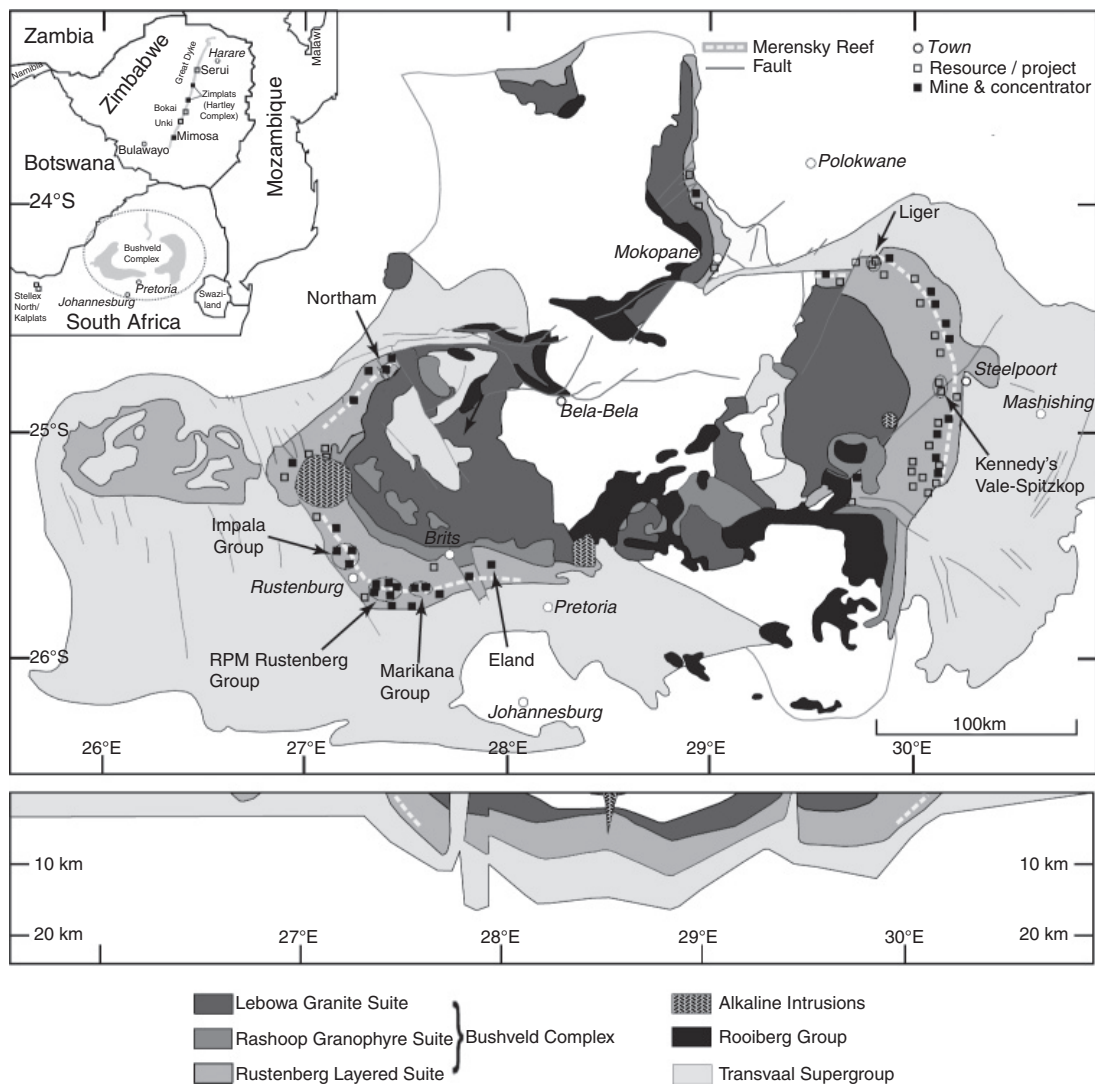 Zambia
Namibia
Zimbabwe
Malawi
Great Dyke
Harare
Serui
Zimplats
(Hartley
Complex)
Bokai
Unki
Mimosa
Bulawayo
Botswana
Mozambique
24°S
Bushveld
Complex
Pretoria
Johannesburg
Swazi-
land
Stellex
North/
Kalplats
South Africa
Merensky Reef
Fault
Town
Resource / project
Mine & concentrator
Polokwane
Liger
Mokopane
Northam
Steelpoort
Mashishing
Bela-Bela
25°S
Kennedy's
Vale-Spitzkop
Impala
Group
Brits
Rustenburg
Pretoria
RPM Rustenberg
Group
Marikana
Group
Eland
26°S
Johannesburg
100km
26°E
27°E
28°E
29°E
30°E
10 km
10 km
20 km
27°E
28°E
29°E
30°E
20 km
Lebowa Granite Suite
Rashoop Granophyre Suite
Rustenberg Layered Suite
Bushveld Complex
Alkaline Intrusions
Rooiberg Group
Transvaal Supergroup